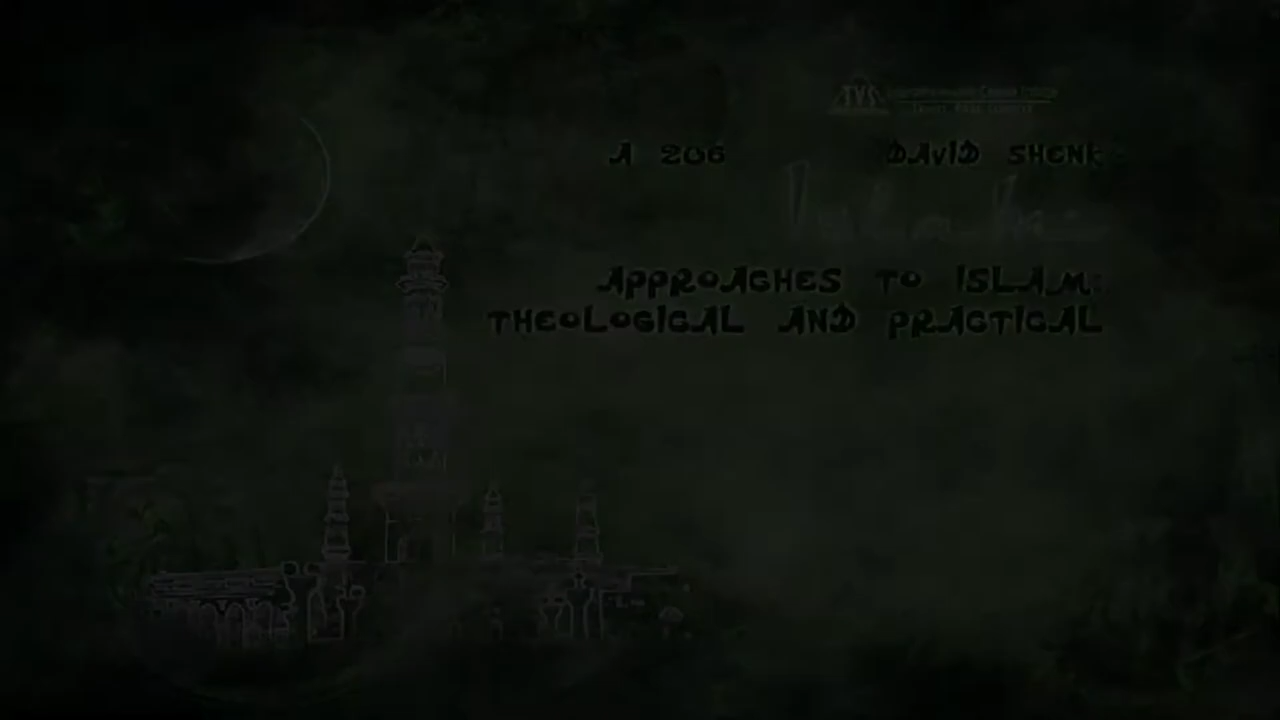 A 206 DAVID SHENK
APPROACHES TO ISLAM:
THEOLOGICAL AND PRACTICAL